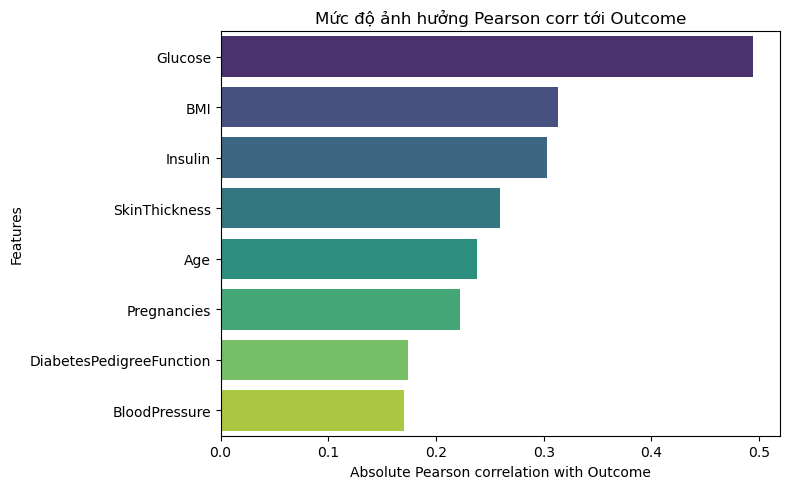 Mức độ ảnh hưởng Pearson corr tới Outcome
Features
Glucose
BMI
Insulin
SkinThickness
Age
Pregnancies
DiabetesPedigreeFunction
BloodPressure
0.0 0.1 0.2 0.3 0.4 0.5
Absolute Pearson correlation with Outcome